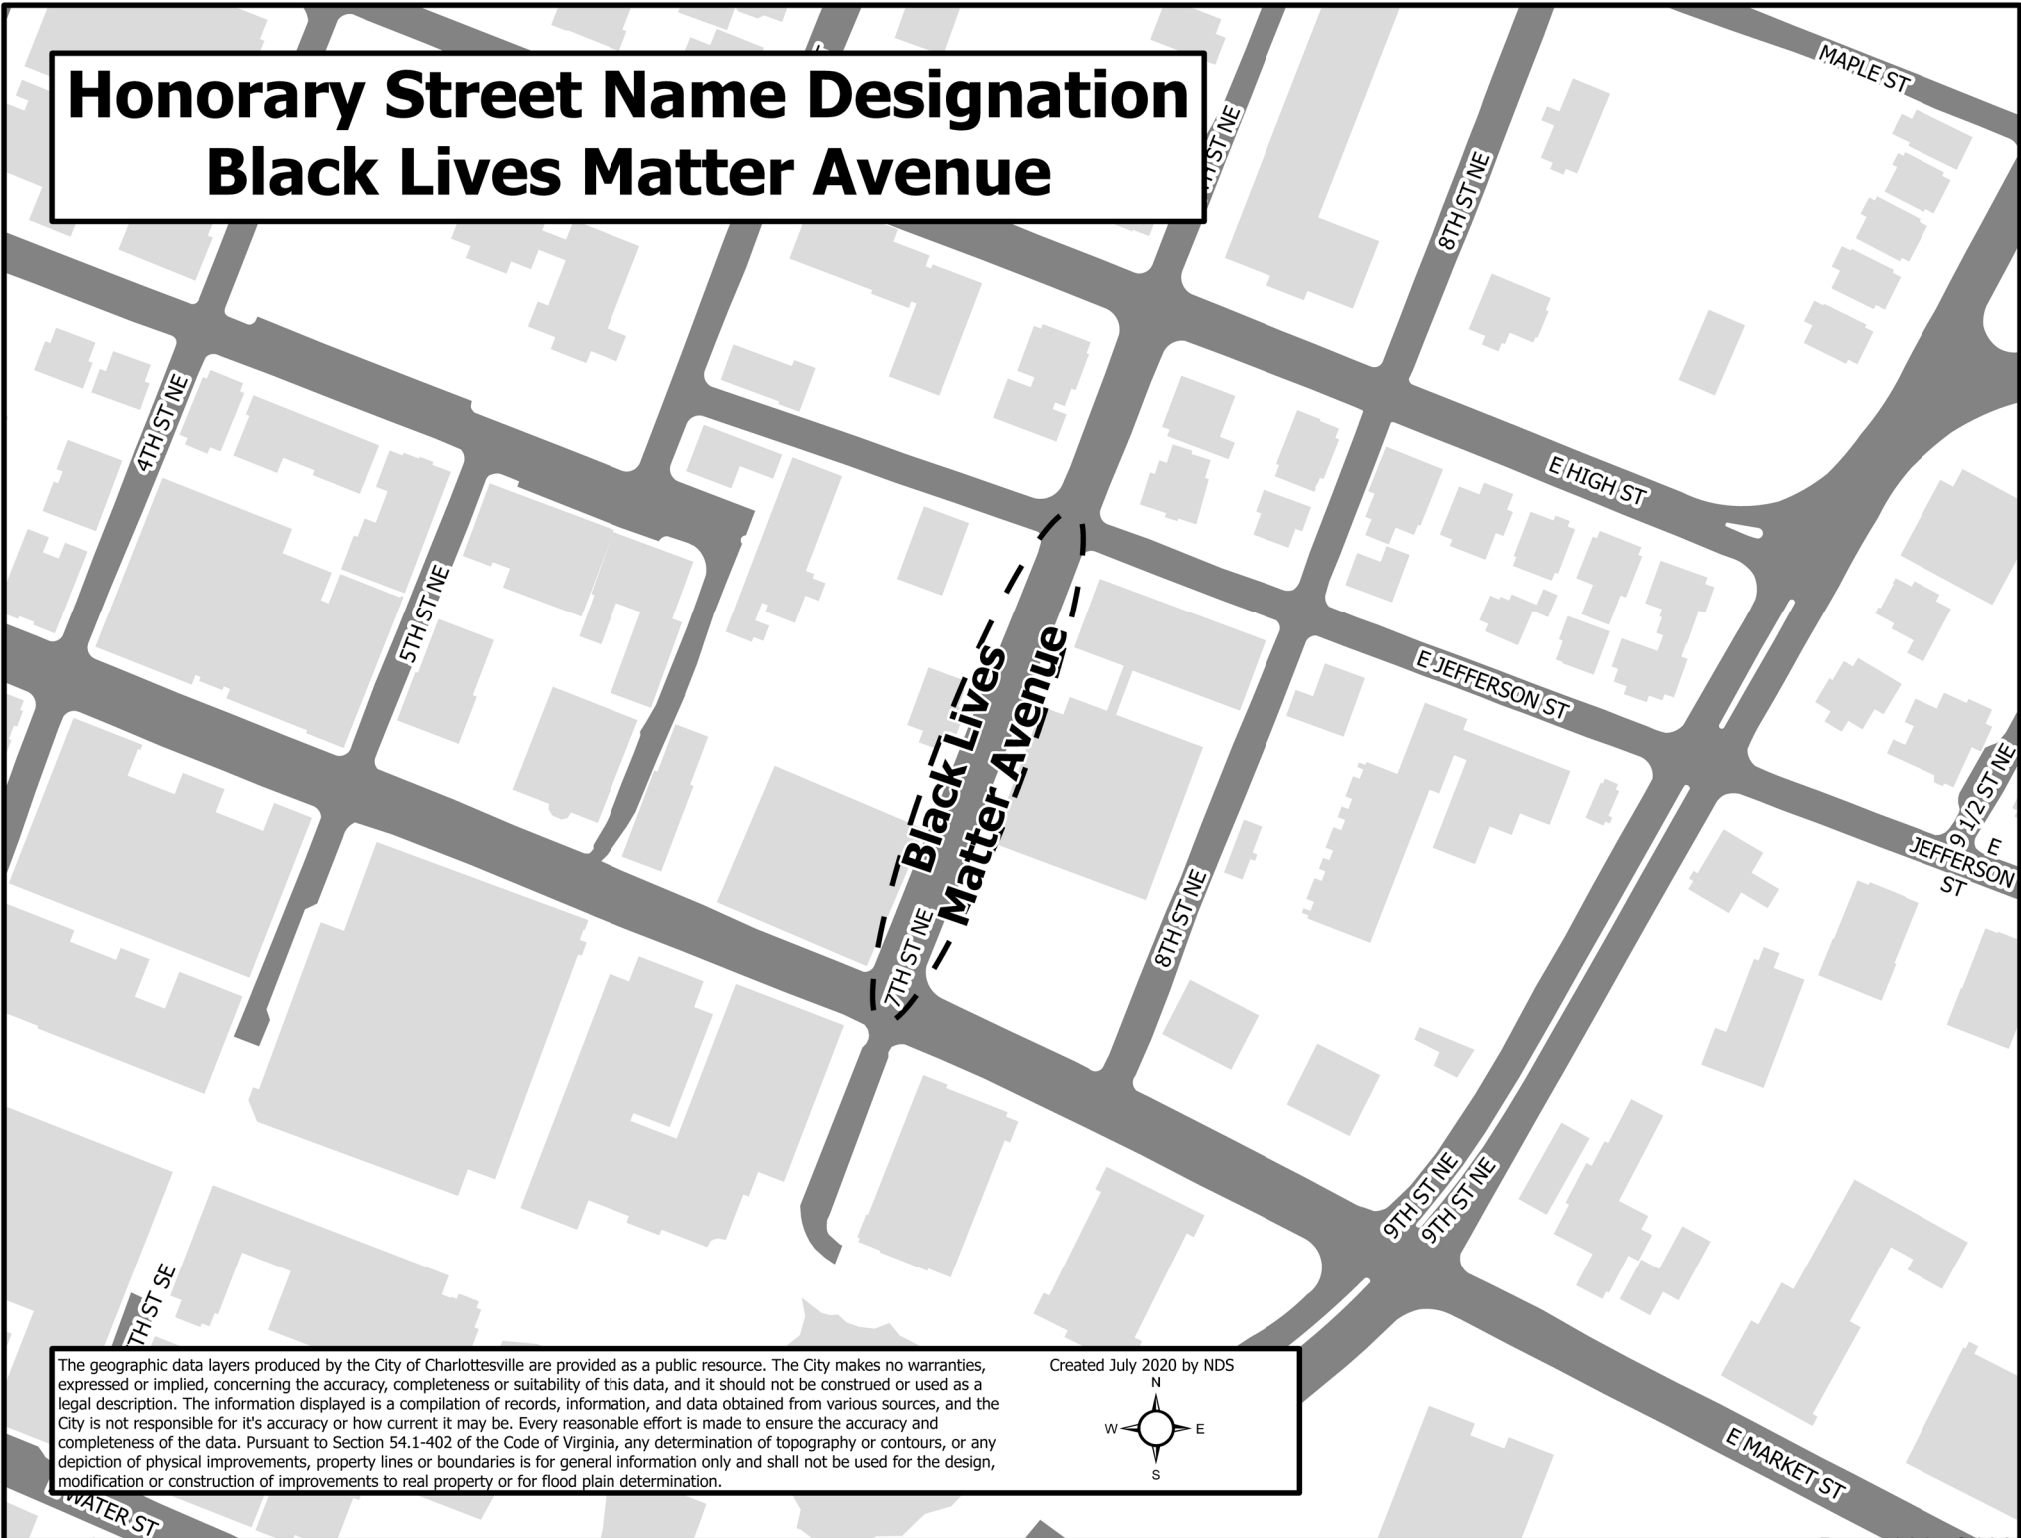 Honorary Street Name Designation
Black Lives Matter Avenue
MAPLE ST
ST NE
8TH ST NE
4TH ST NE
E HIGH ST
5TH ST NE
E JEFFERSON ST
Black Lives
Matter Avenue
9 1/2 ST NE
E
JEFFERSON
ST
8TH ST NE
7TH ST NE
9TH ST NE
9TH ST NE
TH ST SE
The geographic data layers produced by the City of Charlottesville are provided as a public resource. The City makes no warranties,
expressed or implied, concerning the accuracy, completeness or suitability of this data, and it should not be construed or used as a
legal description. The information displayed is a compilation of records, information, and data obtained from various sources, and the
City is not responsible for it's accuracy or how current it may be. Every reasonable effort is made to ensure the accuracy and
completeness of the data. Pursuant to Section 54.1-402 of the Code of Virginia, any determination of topography or contours, or any
depiction of physical improvements, property lines or boundaries is for general information only and shall not be used for the design,
modification or construction of improvements to real property or for flood plain determination.
Created July 2020 by NDS
N
W E
S
E MARKET ST
WATER ST